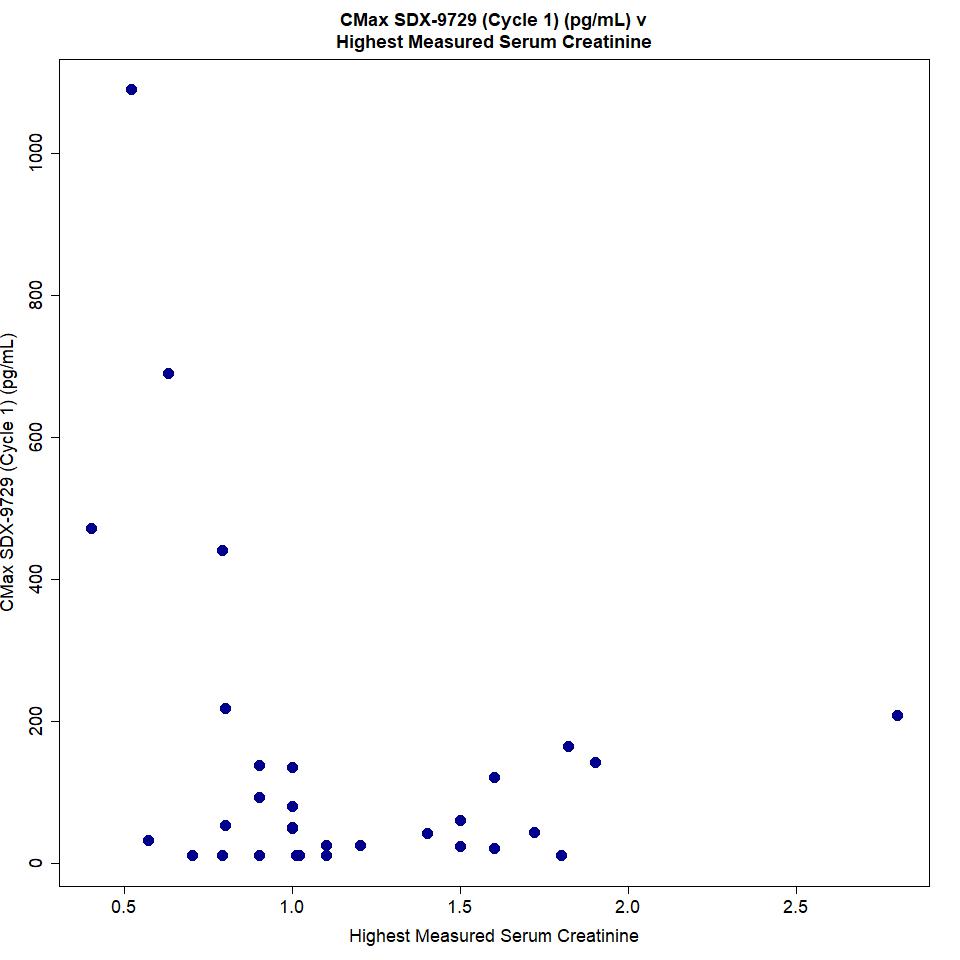 CMax SDX-9729 (Cycle 1) (pg/mL) v
Highest Measured Serum Creatinine
CMax SDX-9729 (Cycle 1) (pg/mL)
1000
800
600
400
200
0
0.5
1.0
1.5
2.0
2.5
Highest Measured Serum Creatinine